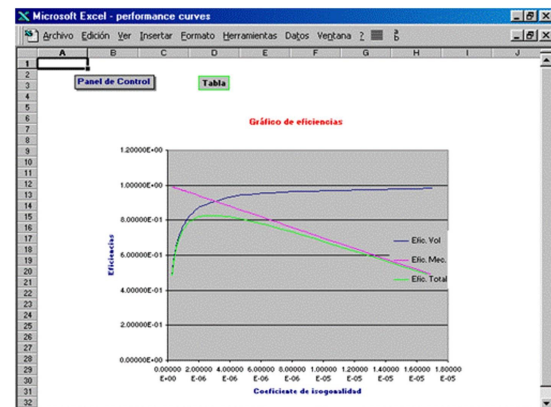 Microsoft Excel - performance curves
Archivo Edición Ver Insertar Formato Herramientas Datos Ventana ?
A B C D E F G H I J
1
2
3
4
5
6
7
8
9
10
11
12
13
14
15
16
17
18
19
20
21
22
23
24
25
26
27
28
29
30
31
32
Panel de Control Tabla
Gráfico de eficiencias
1.20000E+00
1.00000E+00
8.00000E-01
6.00000E-01
4.00000E-01
2.00000E-01
0.00000E+00
Eficiencias
Efic. Vol
Efic. Mec.
Efic. Total
0.00000 2.00000 4.00000 6.00000 8.00000 1.00000 1.20000 1.40000 1.60000 1.80000
E+00 E-06 E-06 E-06 E-06 E-05 E-05 E-05 E-05 E-05
Coeficiente de isogonalidad